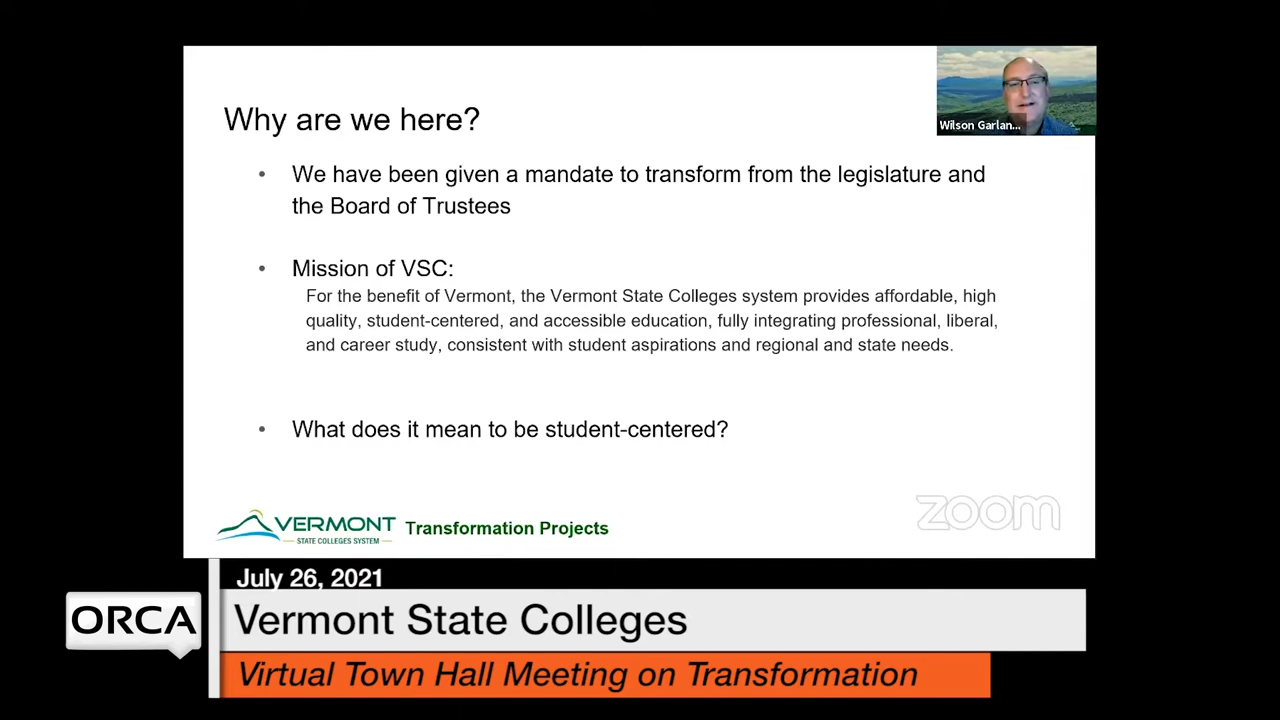 Why are we here?
Wilson Garlan...
• We have been given a mandate to transform from the legislature and
the Board of Trustees
• Mission of VSC:
For the benefit of Vermont, the Vermont State Colleges system provides affordable, high
quality, student-centered, and accessible education, fully integrating professional, liberal,
and career study, consistent with student aspirations and regional and state needs.
• What does it mean to be student-centered?
VERMONT
STATE COLLEGES SYSTEM
Transformation Projects
zoom
July 26, 2021
ORCA
Vermont State Colleges
Virtual Town Hall Meeting on Transformation